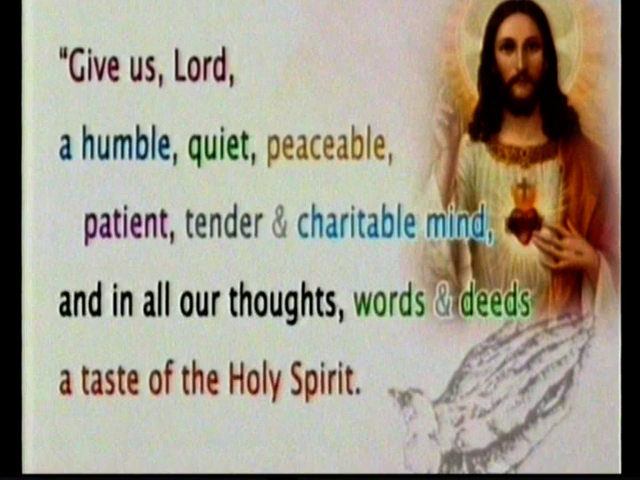 "Give us, Lord,
a humble, quiet, peaceable,
patient, tender & charitable mind,
and in all our thoughts, words & deeds
a taste of the Holy Spirit.